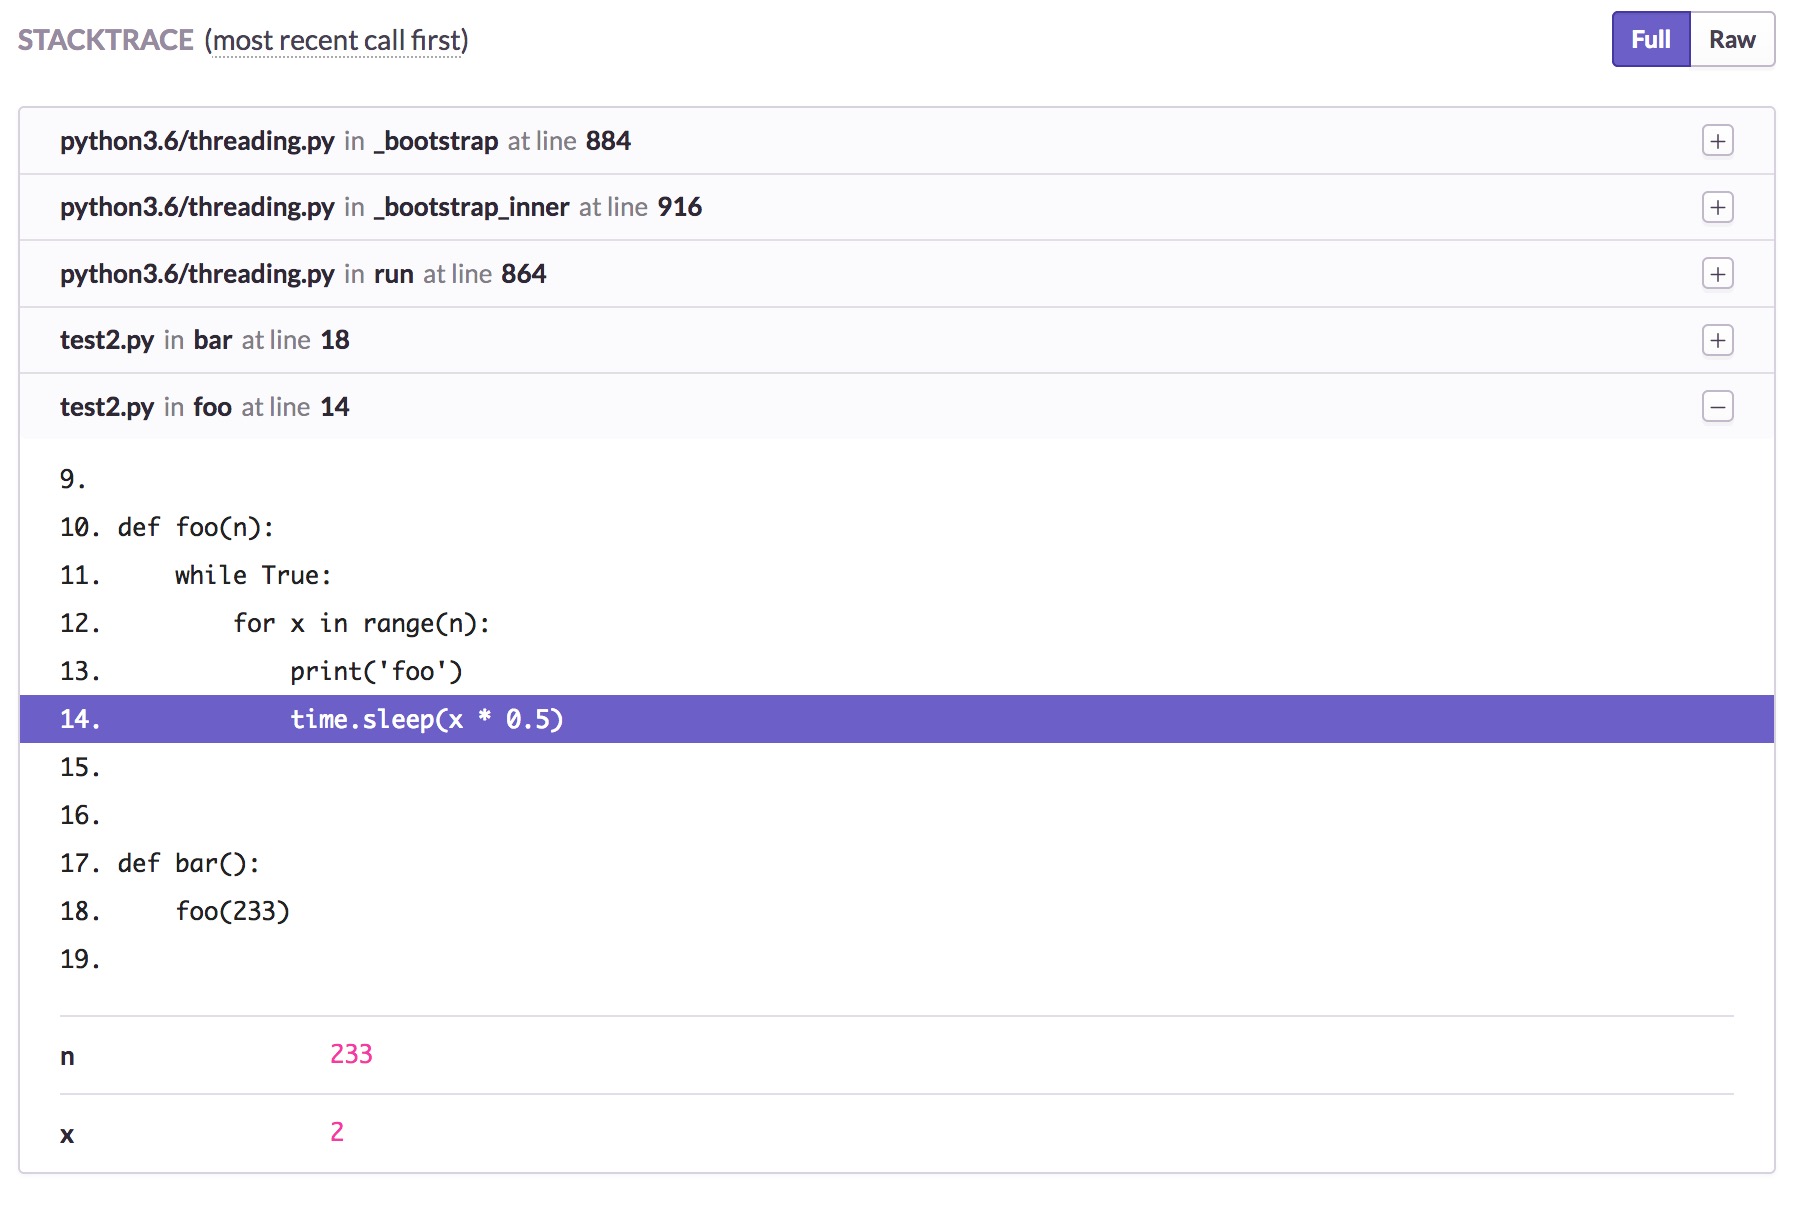 STACKTRACE (most recent call first)
Full Raw
python3.6/threading.py in _bootstrap at line 884
python3.6/threading.py in _bootstrap_inner at line 916
python3.6/threading.py in run at line 864
test2.py in bar at line 18
test2.py in foo at line 14
9.
10. def foo(n):
11.     while True:
12.         for x in range(n):
13.             print('foo')
14.             time.sleep(x * 0.5)
15.
16.
17. def bar():
18.     foo(233)
19.
n 233
x 2